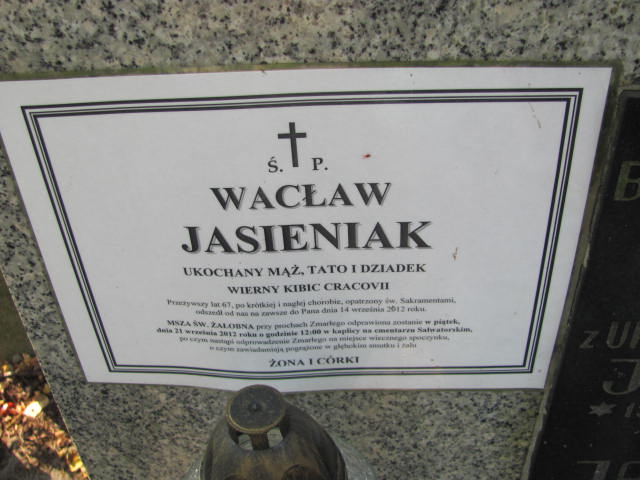 Ś. P.
WACŁAW
JASIENIAK
UKOCHANY MĄŻ, TATO I DZIADEK
WIERNY KIBIC CRACOVII
Przeżywszy lat 67, po krótkiej i nagłej chorobie, opatrzony św. Sakramentami,
odszedł od nas na zawsze do Pana dnia 14 września 2012 roku.
MSZA ŚW. ŻAŁOBNA przy prochach Zmarłego odprawiona zostanie w piątek,
dnia 21 września 2012 roku o godzinie 12:00 w kaplicy na cmentarzu Salwatorskim,
po czym nastąpi odprowadzenie Zmarłego na miejsce wiecznego spoczynku,
o czym zawiadamiają pogrążone w głębokim smutku i żalu
ŻONA I CÓRKI
B
Z UR
J